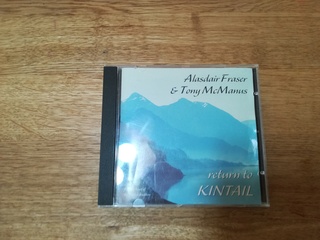 Alasdair Fraser
& Tony McManus
return to
KINTAIL